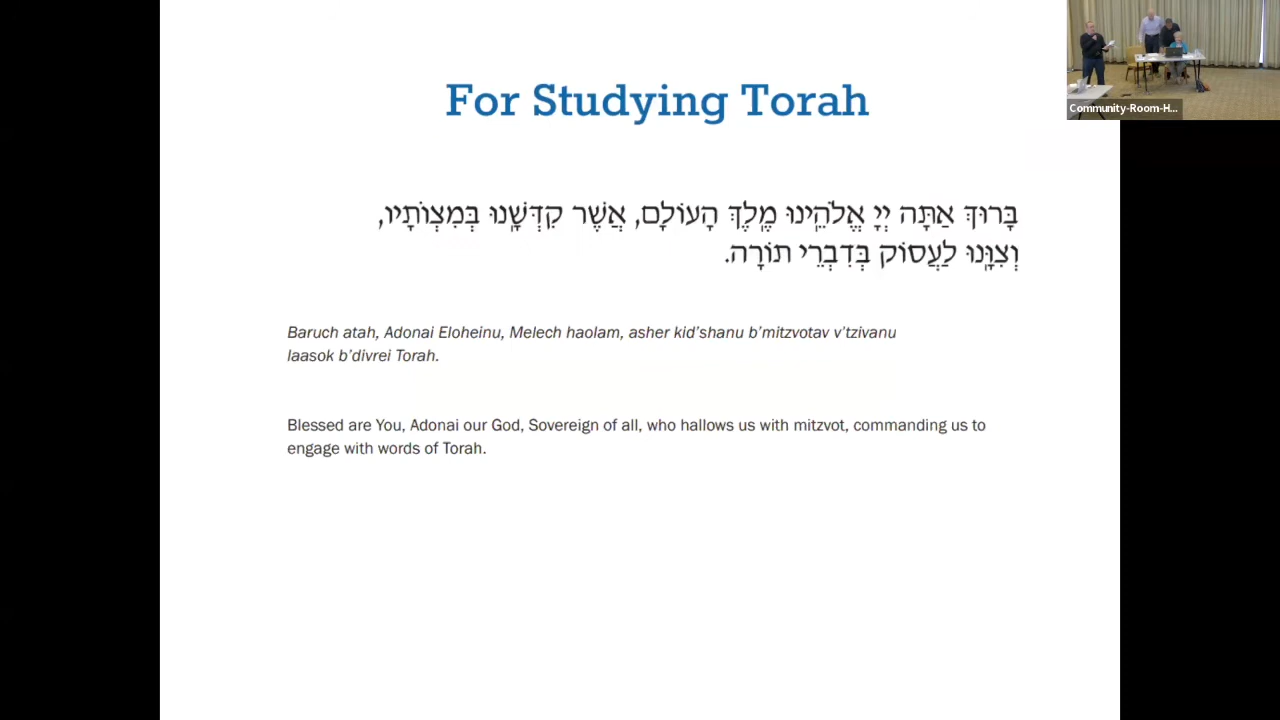 For Studying Torah
בָּרוּךְ אַתָּה יְיָ אֱלֹהֵֽינוּ מֶֽלֶךְ הָעוֹלָם, אֲשֶׁר קִדְּשָֽׁנוּ בְּמִצְוֹתָיו,
וְצִוָּֽנוּ לַעֲסוֹק בְּדִבְרֵי תוֹרָה.
Baruch atah, Adonai Eloheinu, Melech haolam, asher kid’shanu b’mitzvotav v’tzivanu
laasok b’divrei Torah.
Blessed are You, Adonai our God, Sovereign of all, who hallows us with mitzvot, commanding us to
engage with words of Torah.
Community-Room-H...